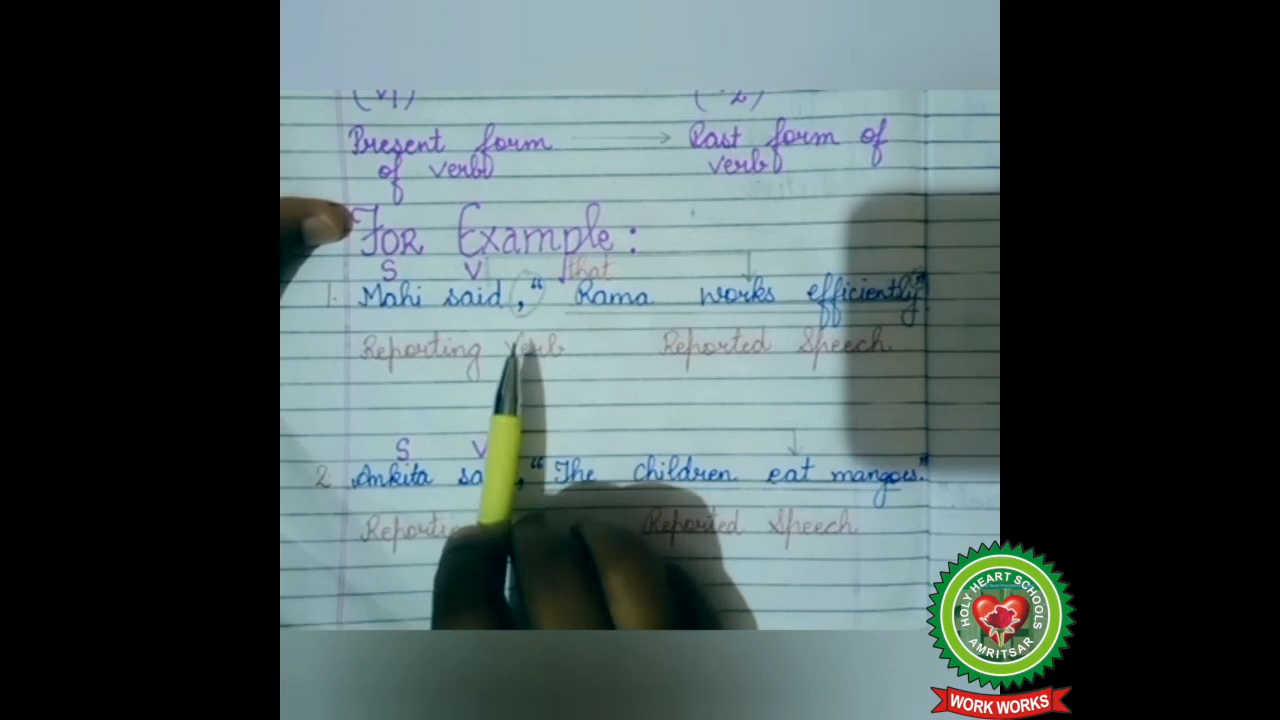 (V1)
Present form → Past form of
of verb verb
FOR Example:
S V that
1. Mahi said, “ Rama works efficiently”.
Reporting verb Reported Speech
S V
2 Ankita sa ,“ The children eat mangoes.”
Reported Speech
HOLY HEART SCHOOLS
AMRITSAR
WORK WORKS